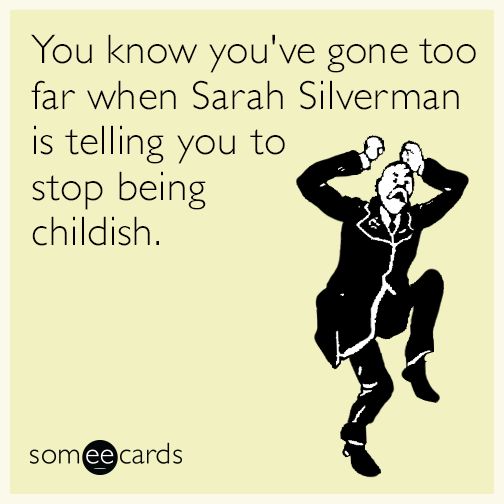 You know you've gone too
far when Sarah Silverman
is telling you to
stop being
childish.
someecards